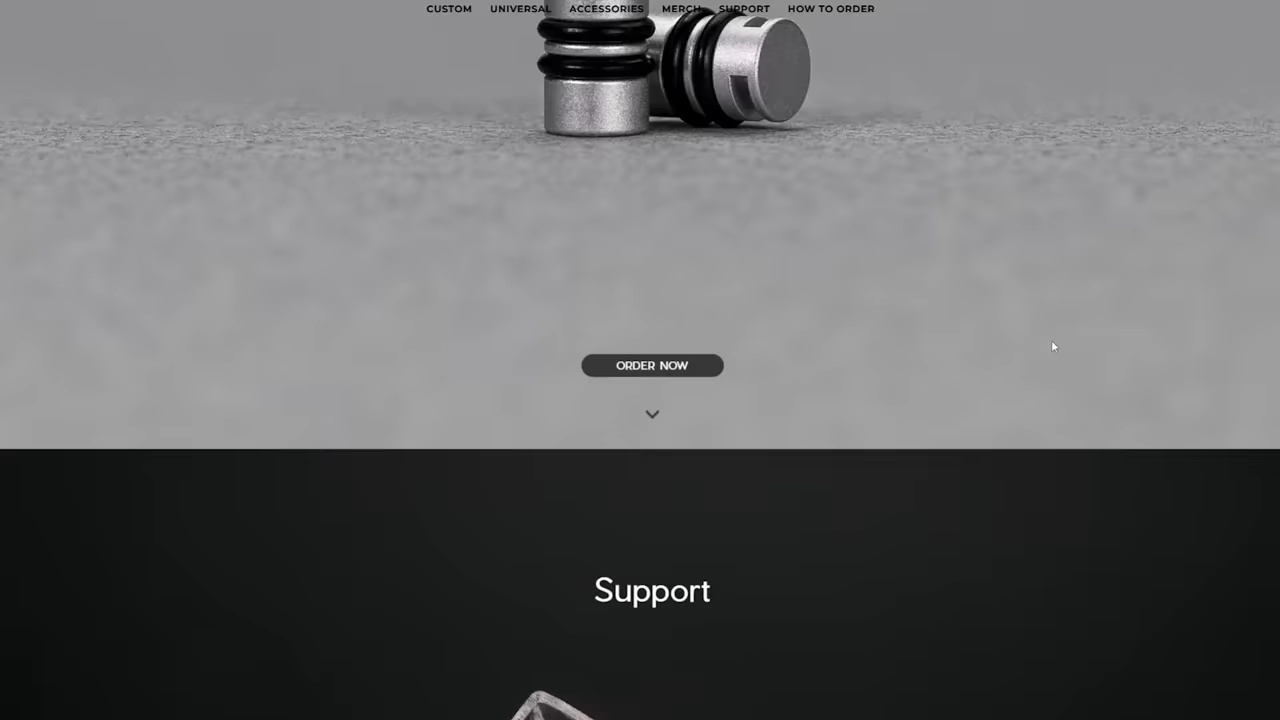 CUSTOM UNIVERSAL ACCESSORIES MERCH SUPPORT HOW TO ORDER
ORDER NOW
Support